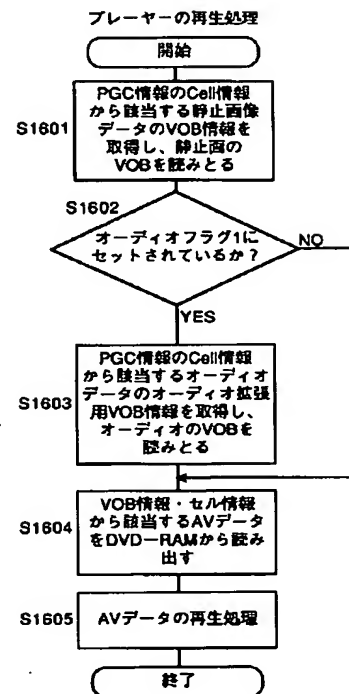 プレーヤーの再生処理
開始
S1601
PGC情報のCell情報
から該当する静止画像
データのVOB情報を
取得し、静止画の
VOBを読みとる
S1602
オーディオフラグ1に
セットされているか？
NO
YES
S1603
PGC情報のCell情報
から該当するオーディオ
データのオーディオ拡張
用VOB情報を取得し、
オーディオのVOBを
読みとる
S1604
VOB情報・セル情報
から該当するAVデータ
をDVD－RAMから読み
出す
S1605
AVデータの再生処理
終了